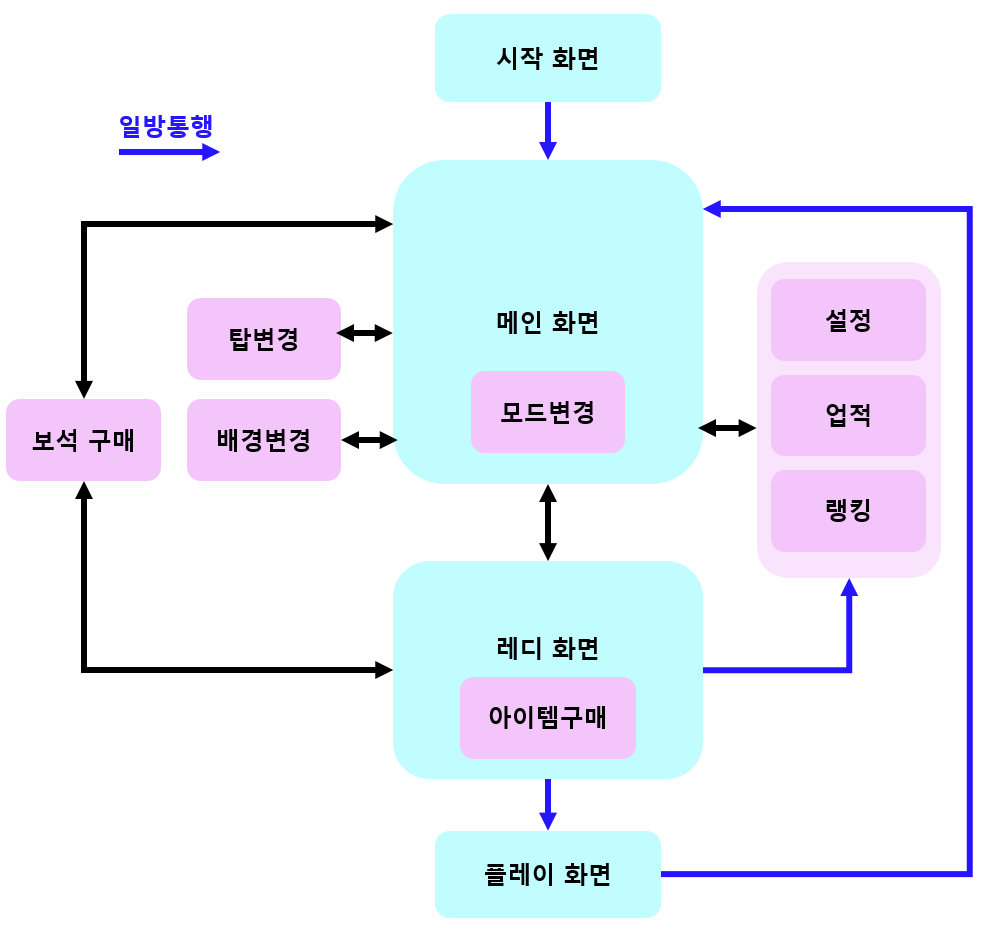 시작 화면
일방통행
메인 화면
모드변경
탑변경
배경변경
보석 구매
설정
업적
랭킹
레디 화면
아이템구매
플레이 화면